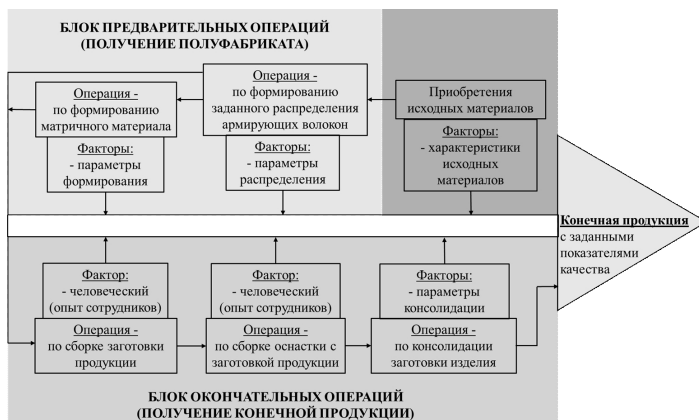 БЛОК ПРЕДВАРИТЕЛЬНЫХ ОПЕРАЦИЙ
(ПОЛУЧЕНИЕ ПОЛУФАБРИКАТА)
Операция -
по формированию
матричного материала
Факторы:
- параметры
формирования
Операция -
по формированию
заданного распределения
армирующих волокон
Факторы:
- параметры
распределения
Приобретения
исходных материалов
Факторы:
- характеристики
исходных
материалов
Конечная продукция
с заданными
показателями
качества
Фактор:
- человеческий
(опыт сотрудников)
Операция -
по сборке заготовки
продукции
Фактор:
- человеческий
(опыт сотрудников)
Операция -
по сборке оснастки с
заготовкой продукции
Факторы:
- параметры
консолидации
Операция -
по консолидации
заготовки изделия
БЛОК ОКОНЧАТЕЛЬНЫХ ОПЕРАЦИЙ
(ПОЛУЧЕНИЕ КОНЕЧНОЙ ПРОДУКЦИИ)